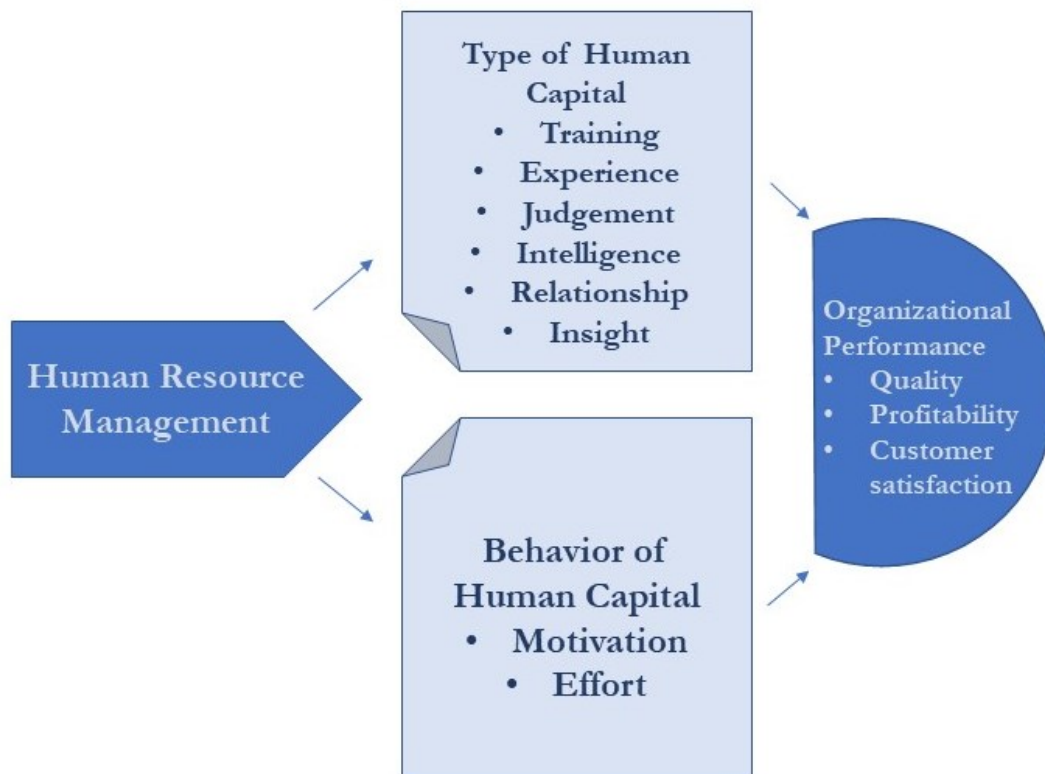 Human Resource
Management
Type of Human
Capital
• Training
• Experience
• Judgement
• Intelligence
• Relationship
• Insight
Behavior of
Human Capital
• Motivation
• Effort
Organizational
Performance
• Quality
• Profitability
• Customer
satisfaction